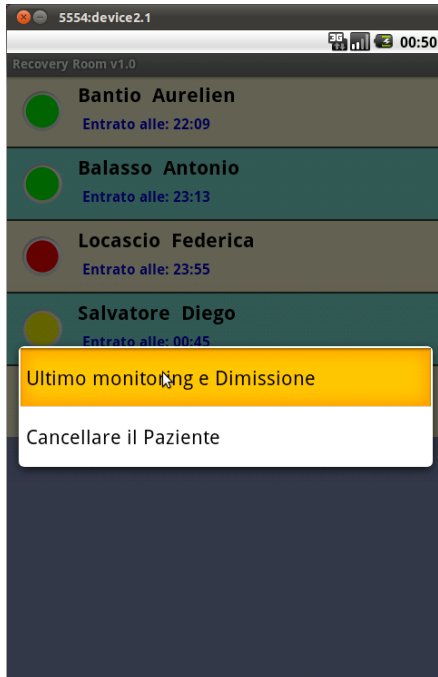 5554:device2.1
3G
00:50
Recovery Room v1.0
Bantio Aurelien
Entrato alle: 22:09
Balasso Antonio
Entrato alle: 23:13
Locascio Federica
Entrato alle: 23:55
Salvatore Diego
Entrato alle: 00:45
Ultimo monitoring e Dimissione
Cancellare il Paziente